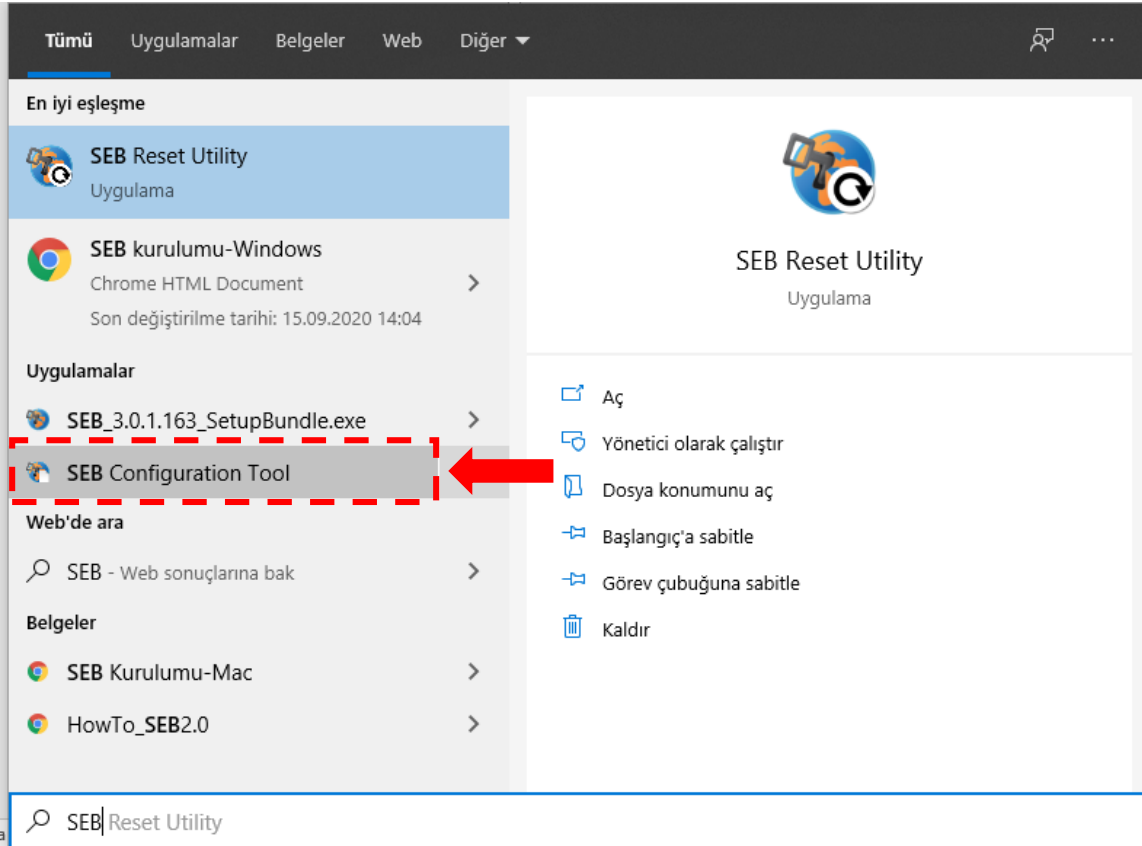 Tümü Uygulamalar Belgeler Web Diğer
En iyi eşleşme
SEB Reset Utility
Uygulama
SEB kurulumu-Windows
Chrome HTML Document
Son değiştirilme tarihi: 15.09.2020 14:04
Uygulamalar
SEB_3.0.1.163_SetupBundle.exe
SEB Configuration Tool
Web'de ara
SEB - Web sonuçlarına bak
Belgeler
SEB Kurulumu-Mac
HowTo_SEB2.0
SEB Reset Utility
Uygulama
Aç
Yönetici olarak çalıştır
Dosya konumunu aç
Başlangıç'a sabitle
Görev çubuğuna sabitle
Kaldır
SEB Reset Utility